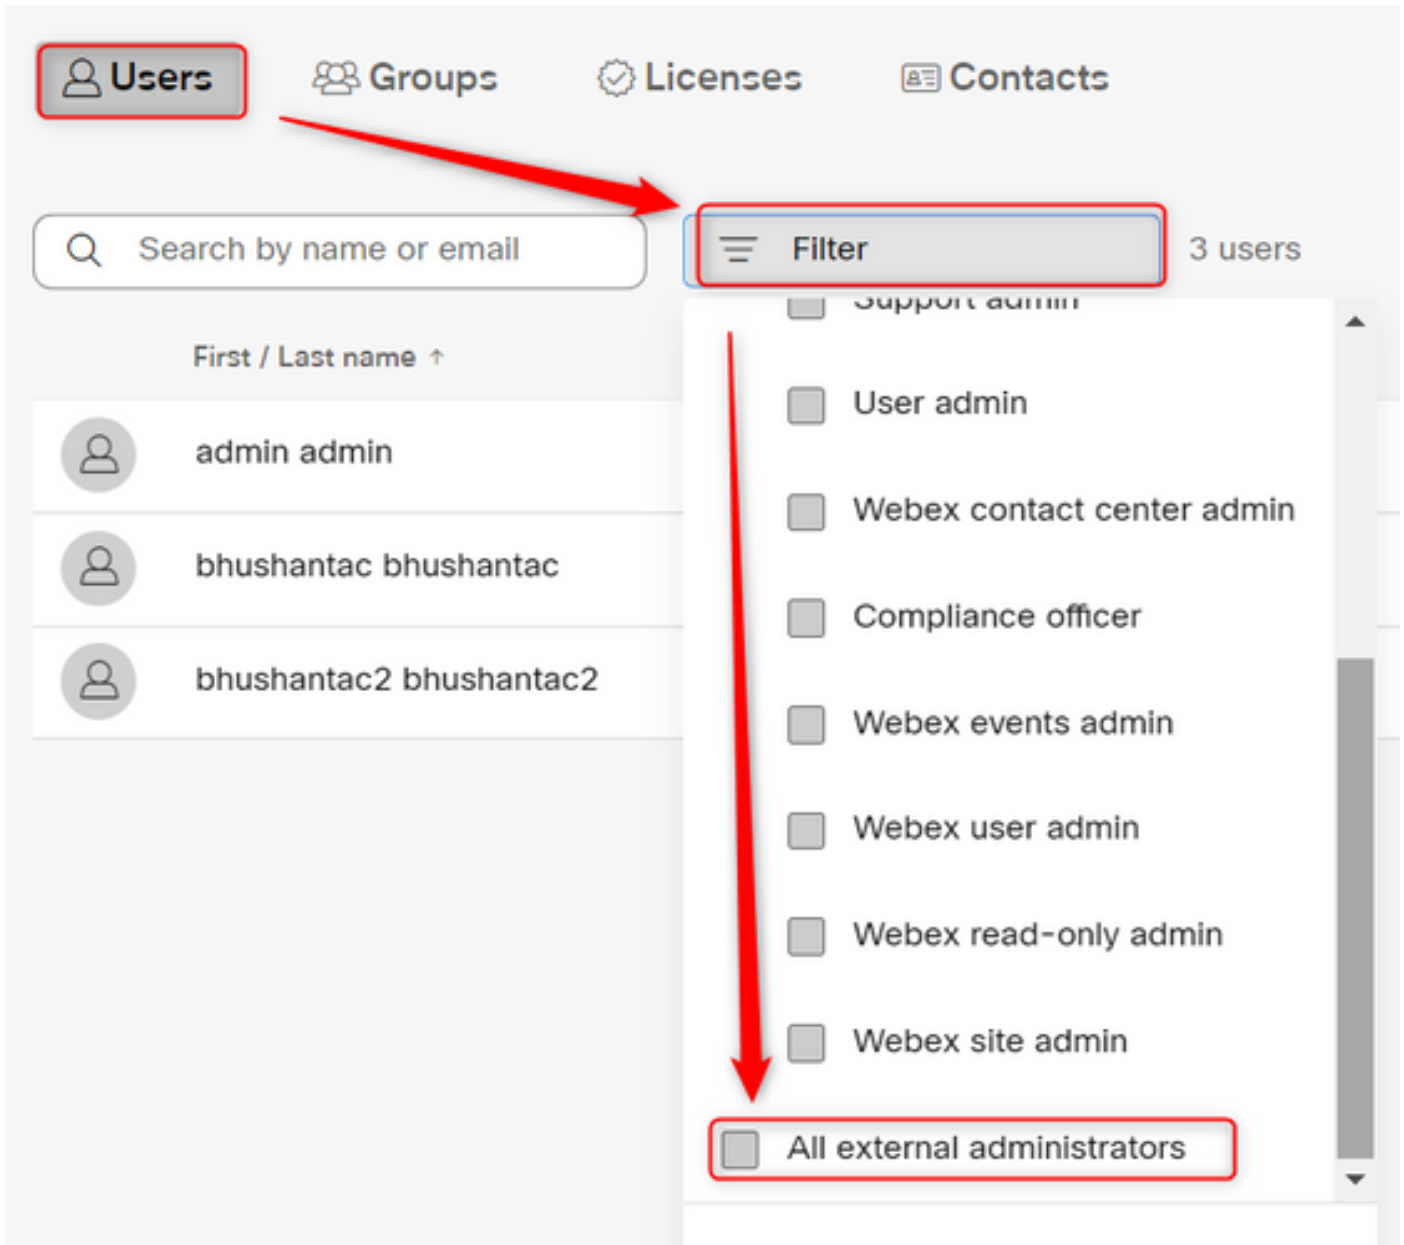 Users Groups Licenses Contacts
Search by name or email Filter 3 users
Support admin
First / Last name ↑
User admin
admin admin
Webex contact center admin
bhushantac bhushantac
Compliance officer
bhushantac2 bhushantac2
Webex events admin
Webex user admin
Webex read-only admin
Webex site admin
All external administrators